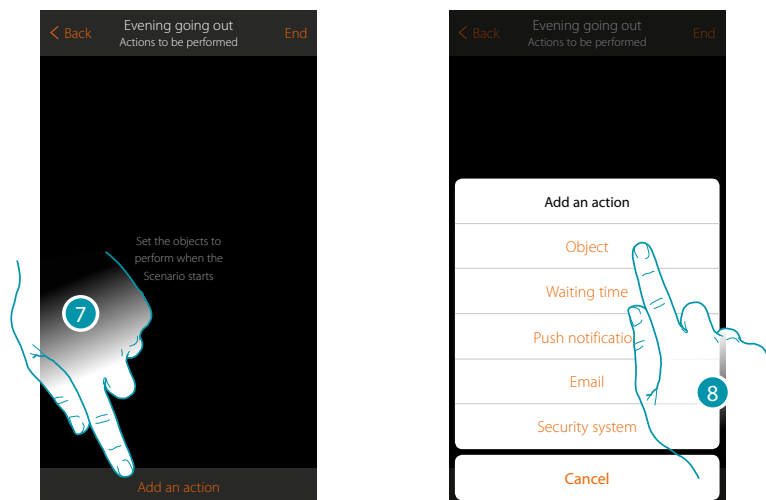 Evening going out
< Back
Actions to be performed
End
Set the objects to
perform when the
Scenario starts
7
Add an action
Evening going out
< Back
Actions to be performed
End
Add an action
Object
Waiting time
Push notificatio
Email
8
Security system
Cancel